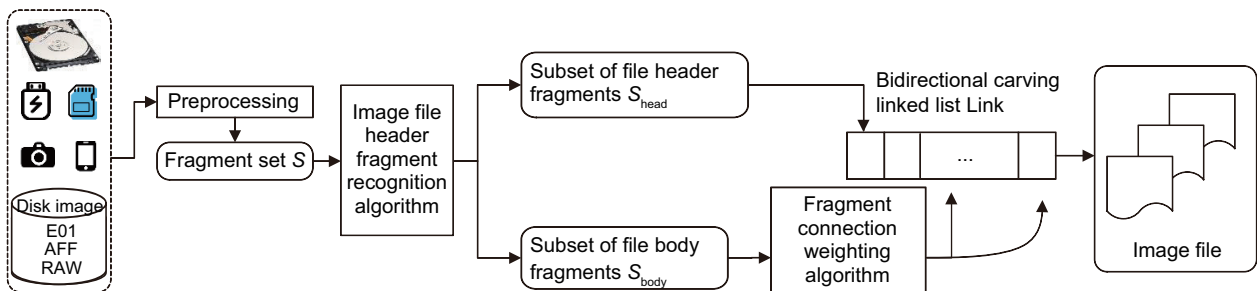 Disk image
E01
AFF
RAW
Preprocessing
Fragment set S
Image file
header
fragment
recognition
algorithm
Subset of file header
fragments S_head
Subset of file body
fragments S_body
Fragment
connection
weighting
algorithm
Bidirectional carving
linked list Link
...
Image file